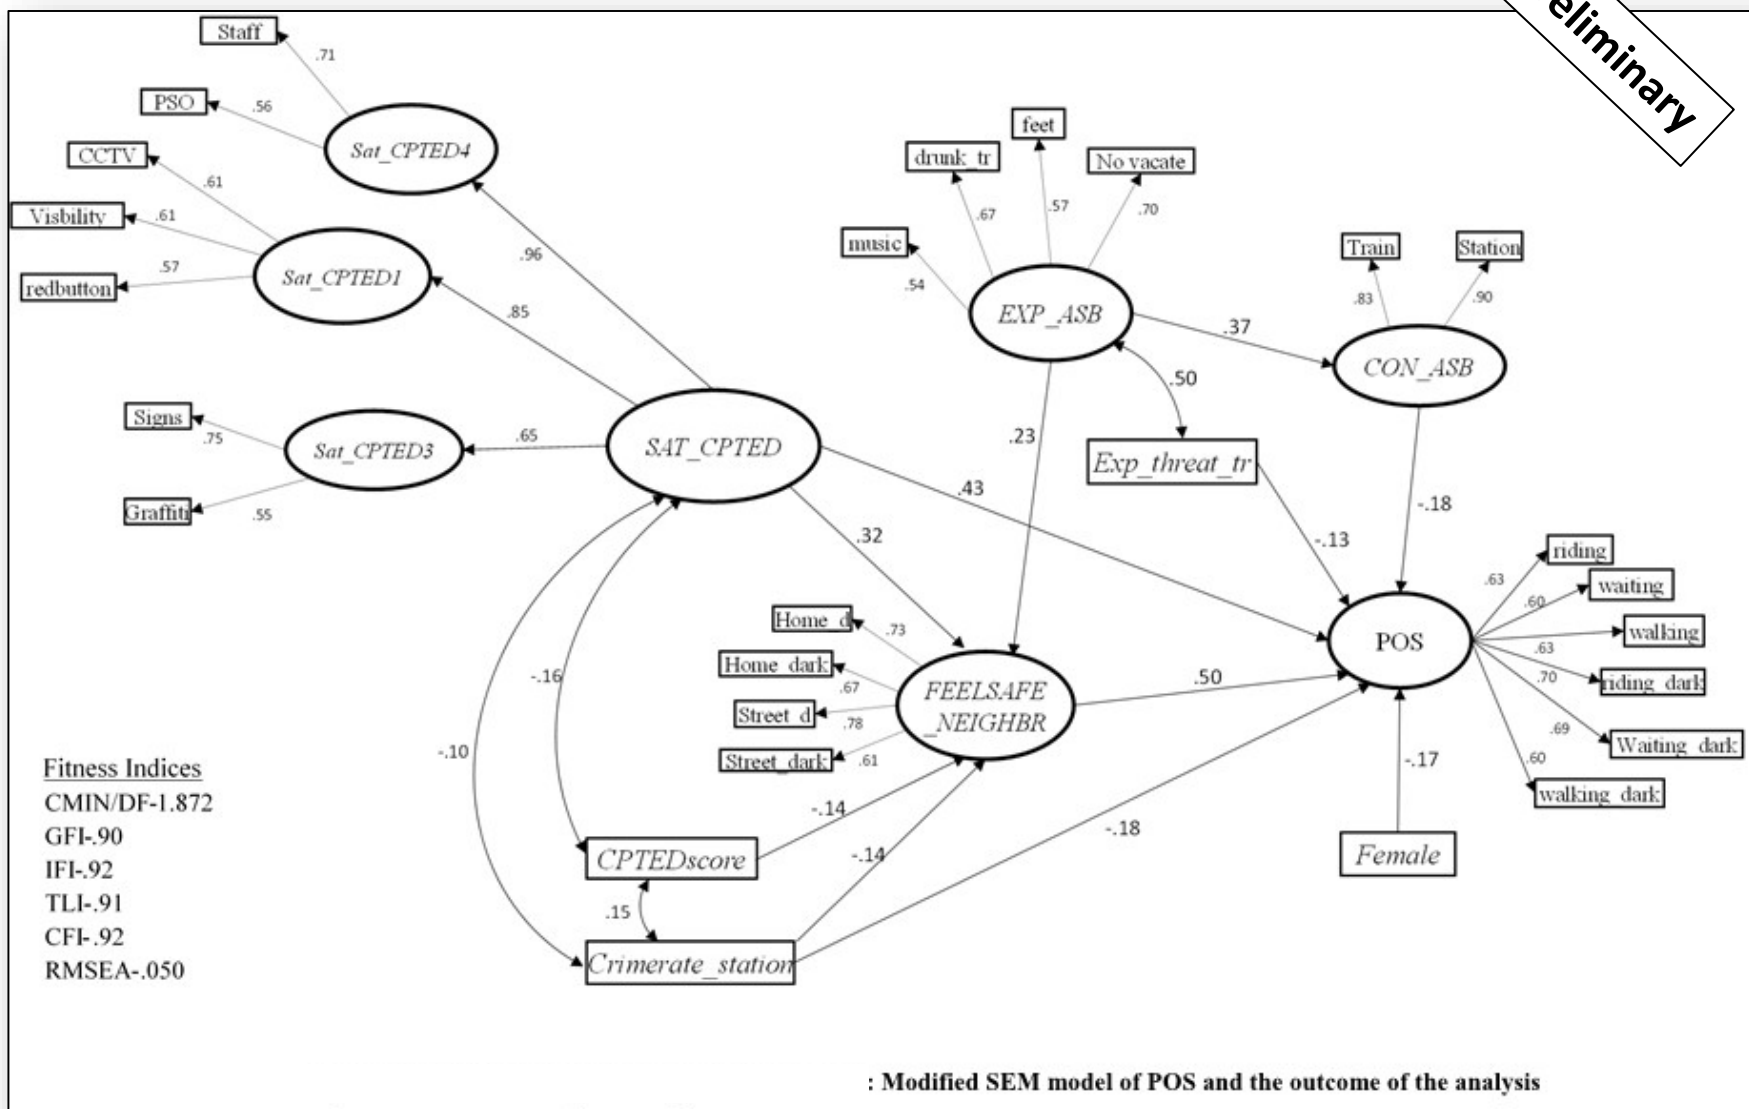 eliminary
Staff
.71
PSO
.56
Sat_CPTED4
CCTV
.61
Visbility
.61
redbutton
.57
Sat_CPTED1
.96
.85
Signs
.75
Graffiti
.55
Sat_CPTED3
.65
SAT_CPTED
feet
drunk_tr
No vacate
music
.67
.57
.70
.54
EXP_ASB
.37
Train
Station
.83
.90
CON_ASB
.50
.23
Exp_threat_tr
.43
-.18
-.13
.32
riding
waiting
walking
riding_dark
Waiting_dark
walking_dark
.63
.60
.63
.70
.69
.60
POS
Home_d
.73
Home_dark
.67
Street_d
.78
Street_dark
.61
FEELSAFE
_NEIGHBR
.50
-.16
-.10
-.14
-.14
-.18
-.17
CPTEDscore
.15
Crimerate_station
Female
Fitness Indices
CMIN/DF-1.872
GFI-.90
IFI-.92
TLI-.91
CFI-.92
RMSEA-.050
: Modified SEM model of POS and the outcome of the analysis